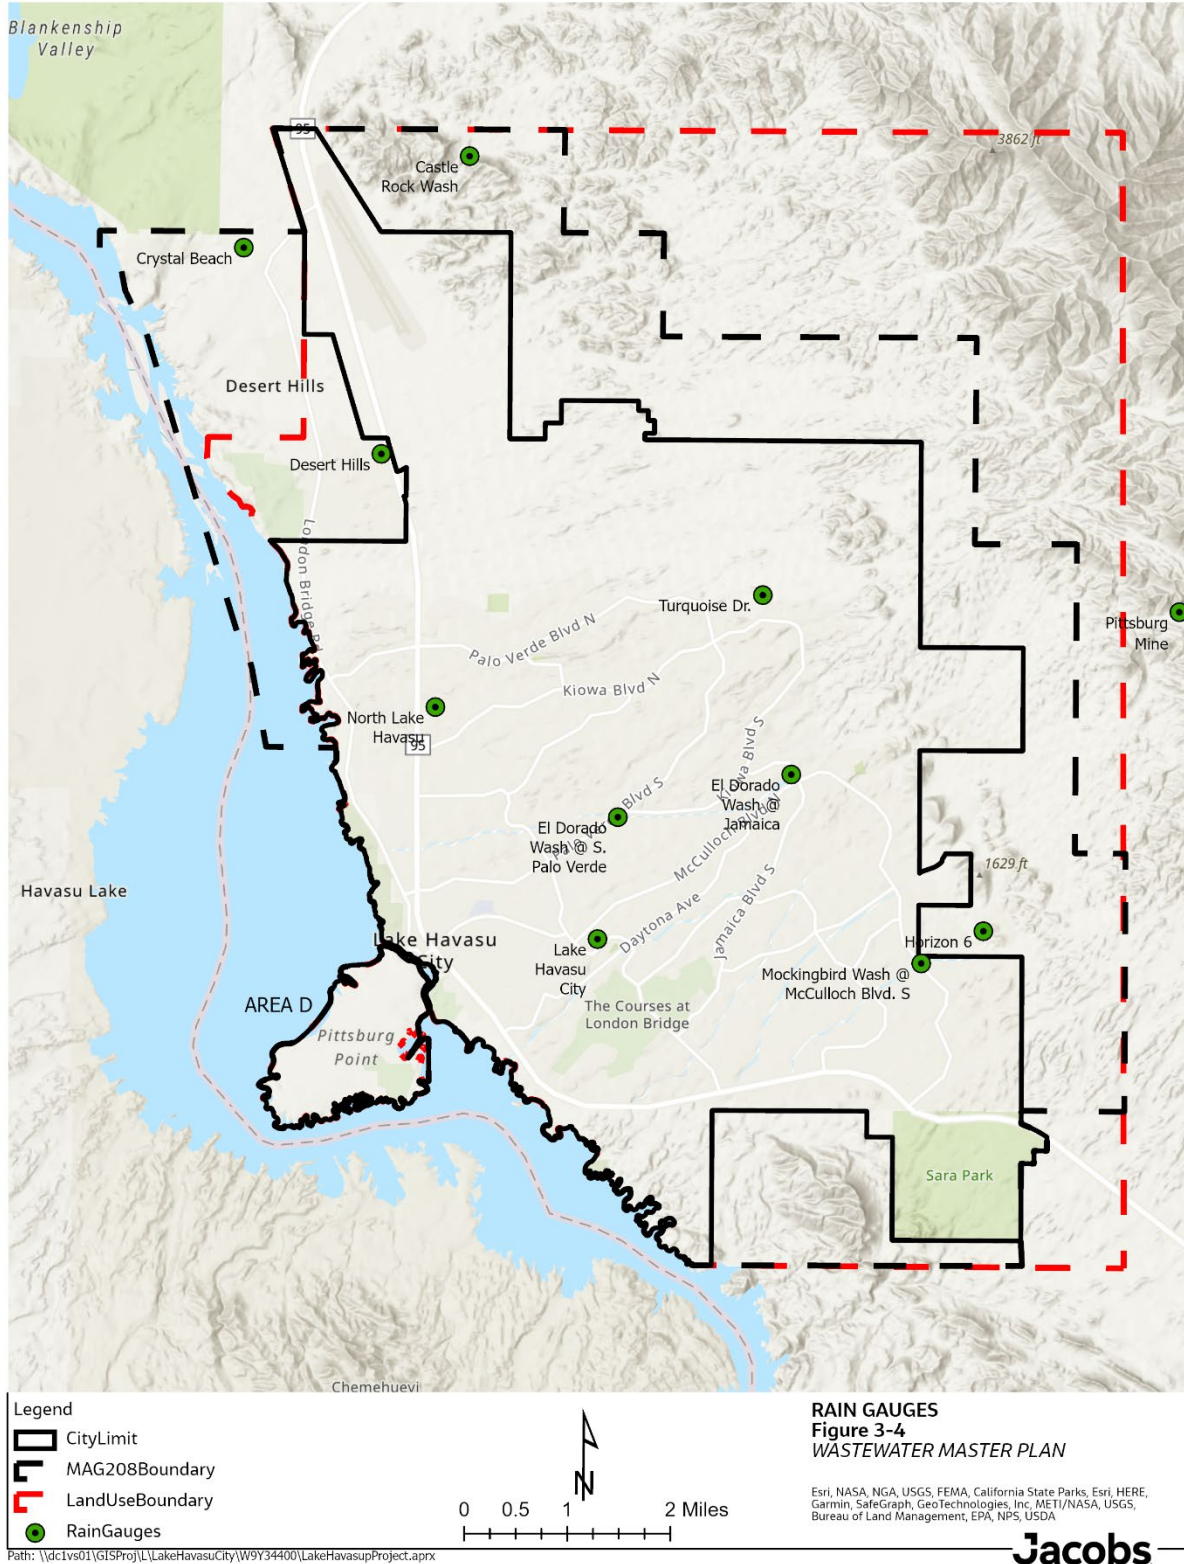 Blankenship
Valley
95
3862 ft
Castle
Rock Wash
Crystal Beach
Desert Hills
Desert Hills
London Bridge Rd
Turquoise Dr.
Pittsburg
Mine
Palo Verde Blvd N
Kiowa Blvd N
North Lake
Havasu
95
Kiowa Blvd S
El Dorado
Wash @
Jamaica
Palo Verde Blvd S
El Dorado
Wash @ S.
Palo Verde
McCulloch Blvd N
1629 ft
Havasu Lake
Jamaica Blvd S
Daytona Ave
Lake Havasu
City
Horizon 6
Lake
Havasu
City
Mockingbird Wash @
McCulloch Blvd. S
AREA D
The Courses at
London Bridge
Pittsburg
Point
Sara Park
Chemehuevi
Legend
CityLimit
MAG208Boundary
LandUseBoundary
RainGauges
N
0 0.5 1 2 Miles
RAIN GAUGES
Figure 3-4
WASTEWATER MASTER PLAN
Esri, NASA, NGA, USGS, FEMA, California State Parks, Esri, HERE,
Garmin, SafeGraph, GeoTechnologies, Inc, METI/NASA, USGS,
Bureau of Land Management, EPA, NPS, USDA
Jacobs
Path: \\dc1vs01\GISProj\L\LakeHavasuCity\W9Y34400\LakeHavasupProject.aprx